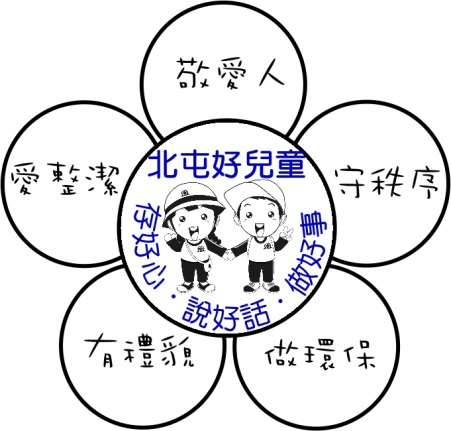 敬愛人
愛整潔
守秩序
北屯好兒童
存好心．說好話．做好事
有禮貌
做環保